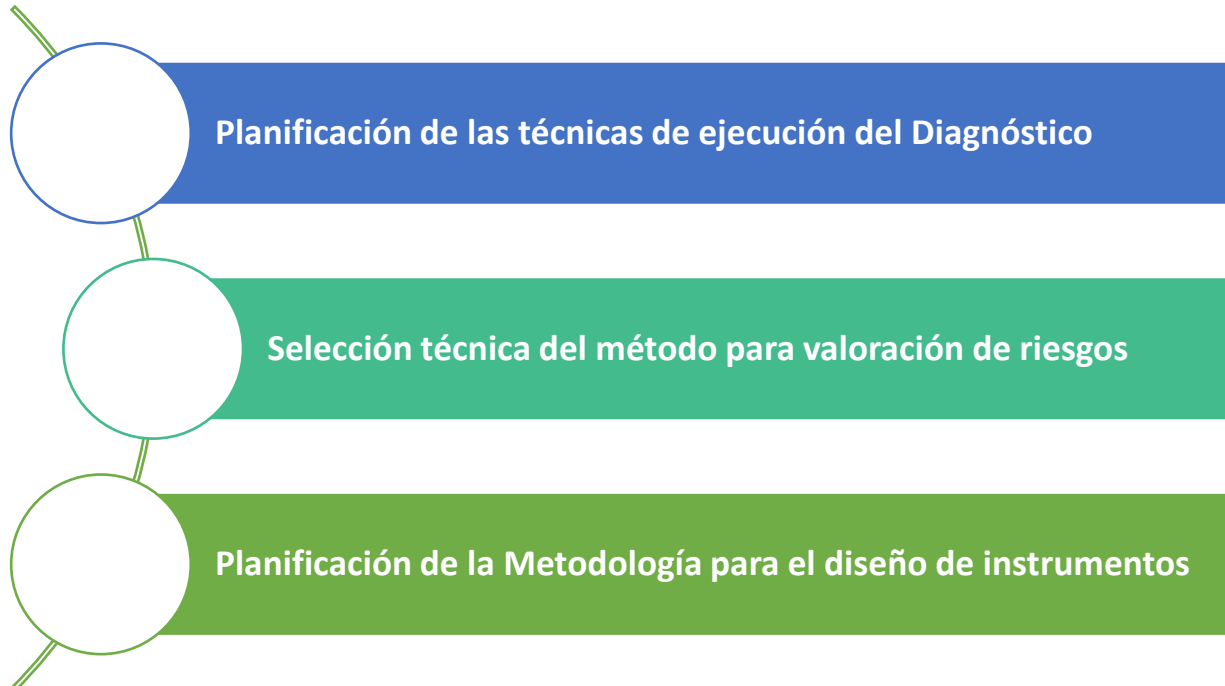 Planificación de las técnicas de ejecución del Diagnóstico
Selección técnica del método para valoración de riesgos
Planificación de la Metodología para el diseño de instrumentos